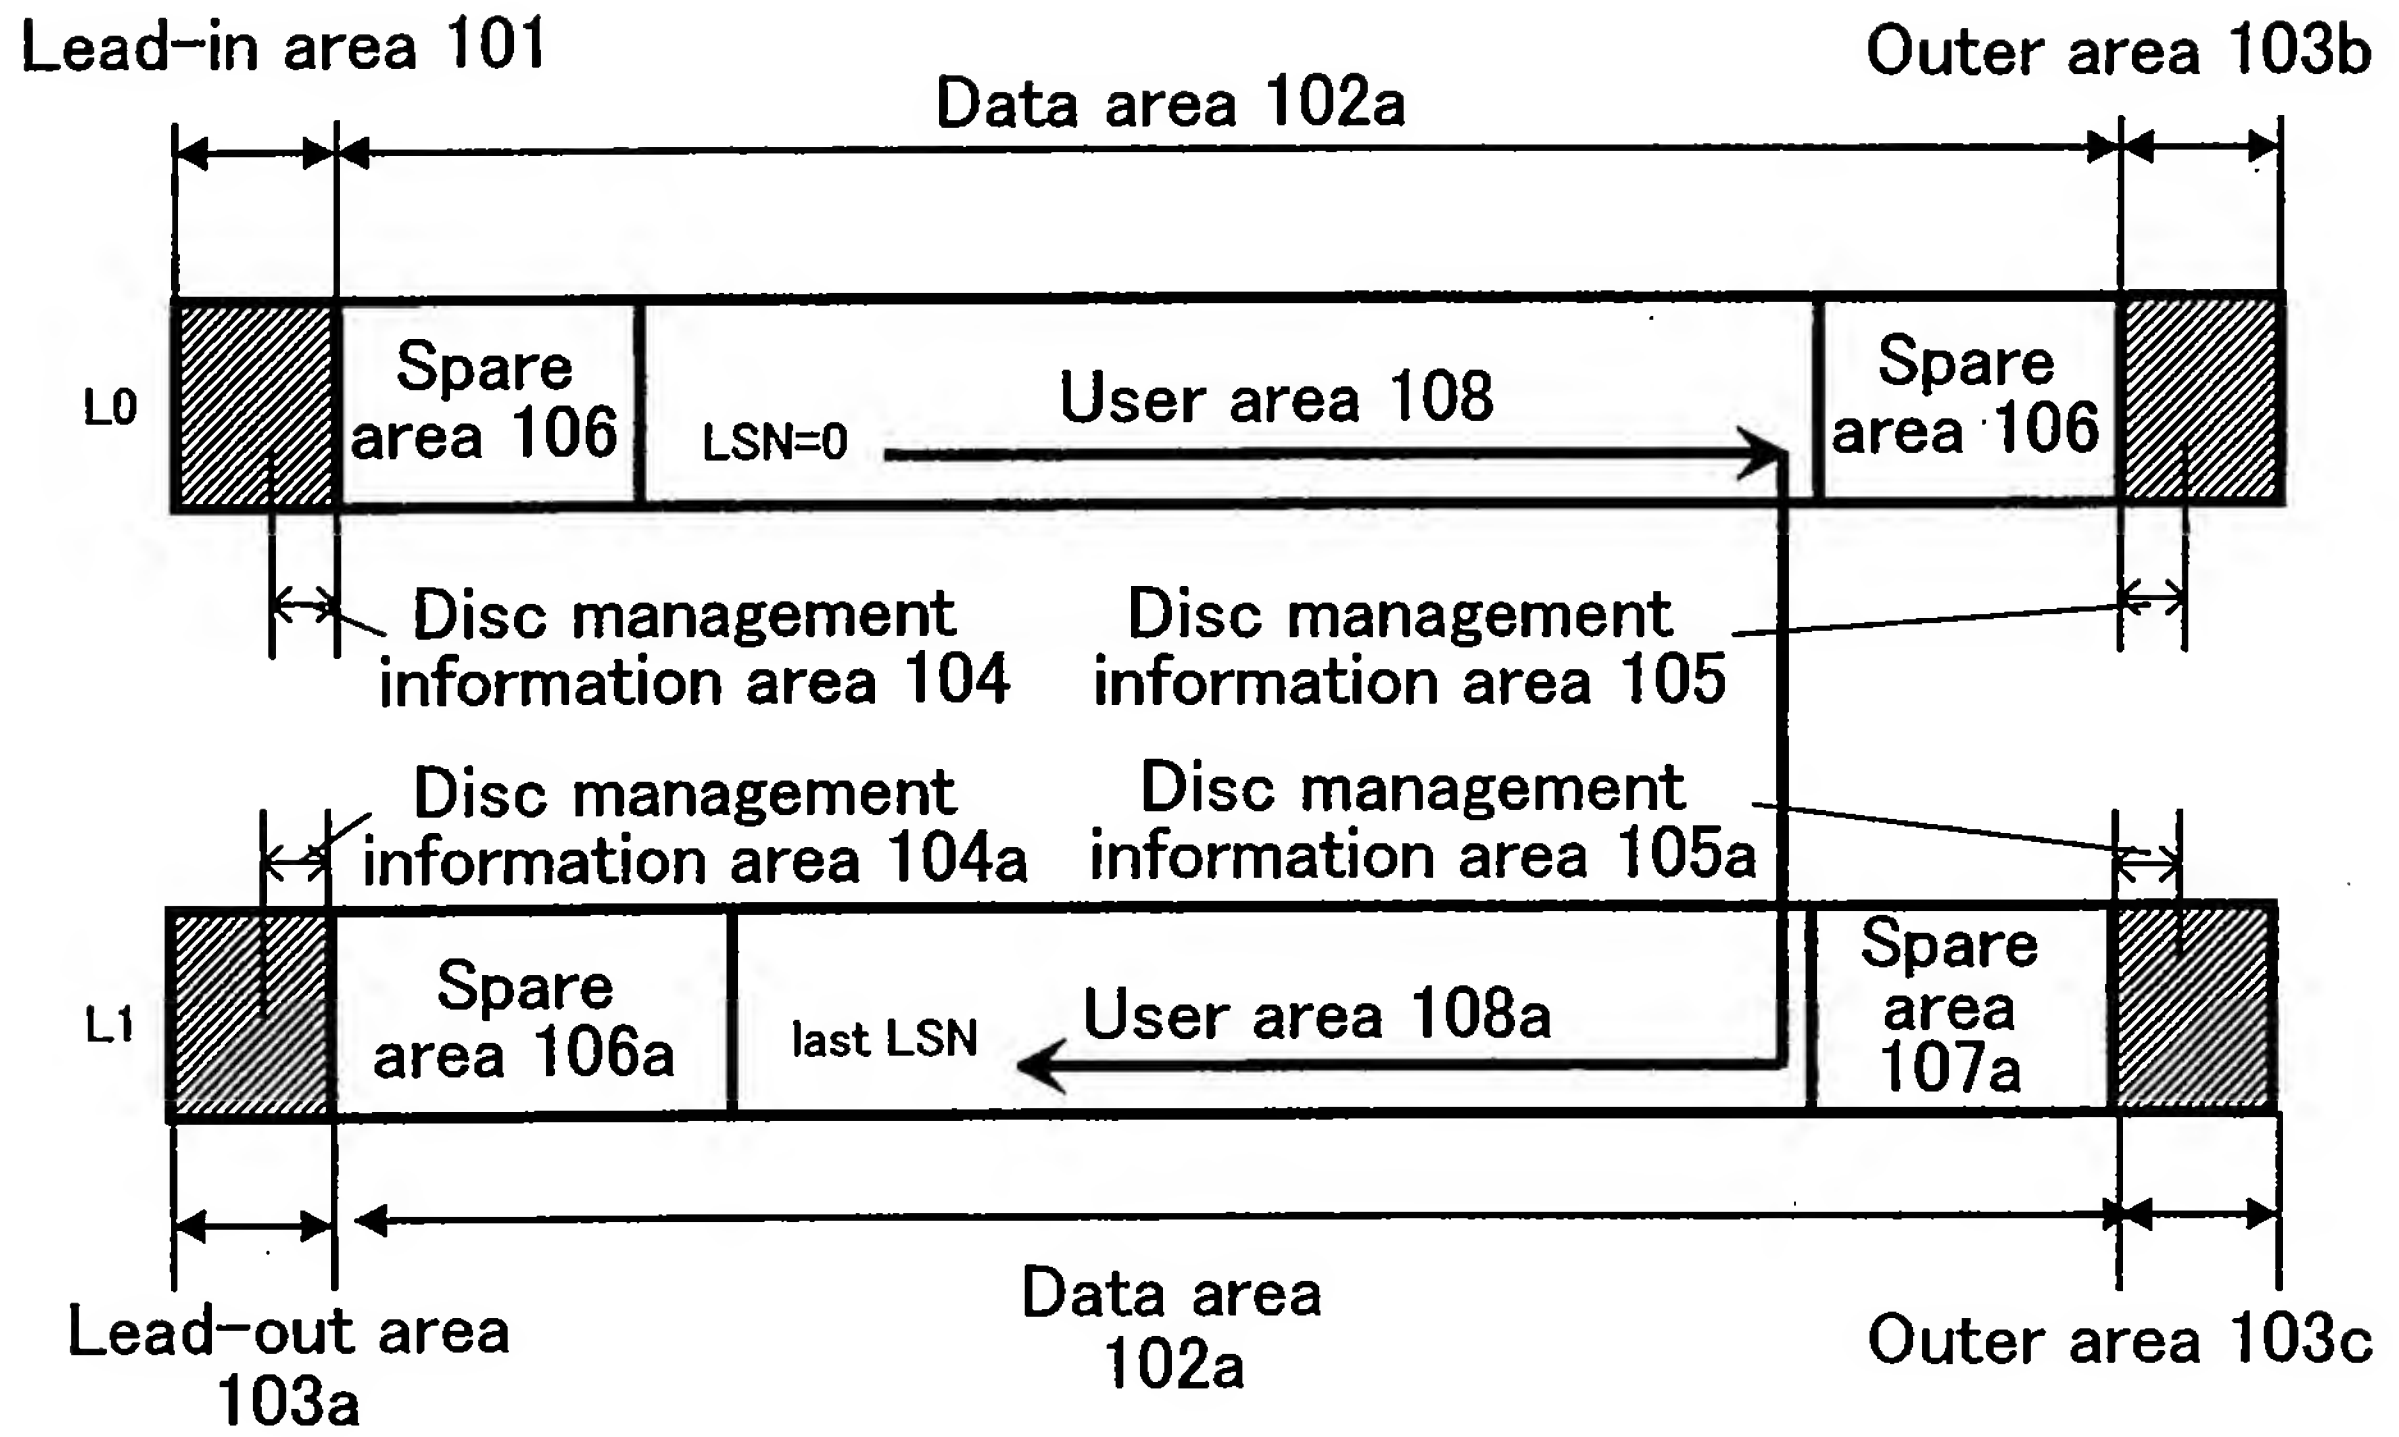 Lead-in area 101
Outer area 103b
Data area 102a
L0
Spare
area 106
LSN=0
User area 108
Spare
area 106
Disc management
information area 104
Disc management
information area 105
Disc management
information area 104a
Disc management
information area 105a
L1
Spare
area 106a
last LSN
User area 108a
Spare
area
107a
Lead-out area
103a
Data area
102a
Outer area 103c